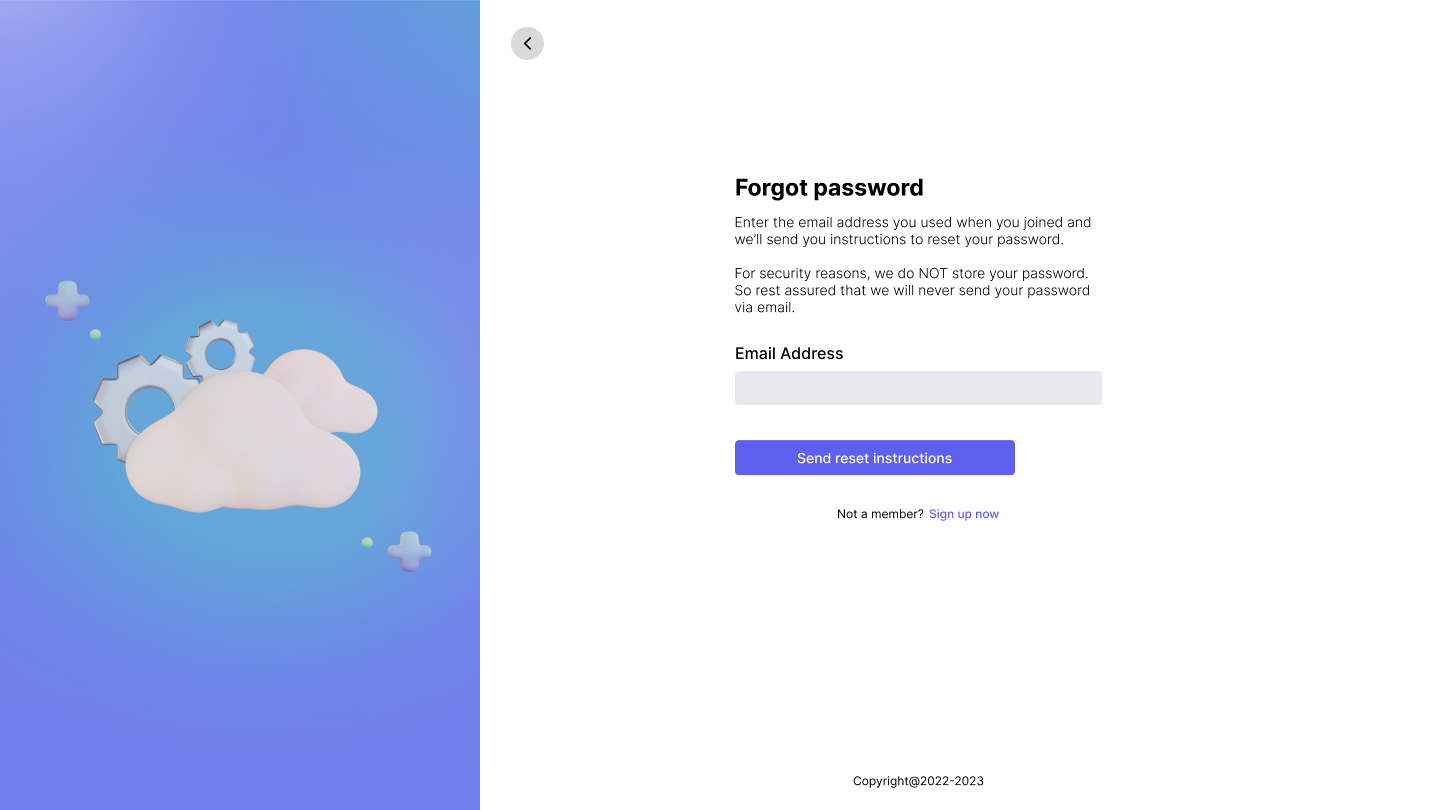 Forgot password
Enter the email address you used when you joined and
we'll send you instructions to reset your password.
For security reasons, we do NOT store your password.
So rest assured that we will never send your password
via email.
Email Address
Send reset instructions
Not a member? Sign up now
Copyright@2022-2023